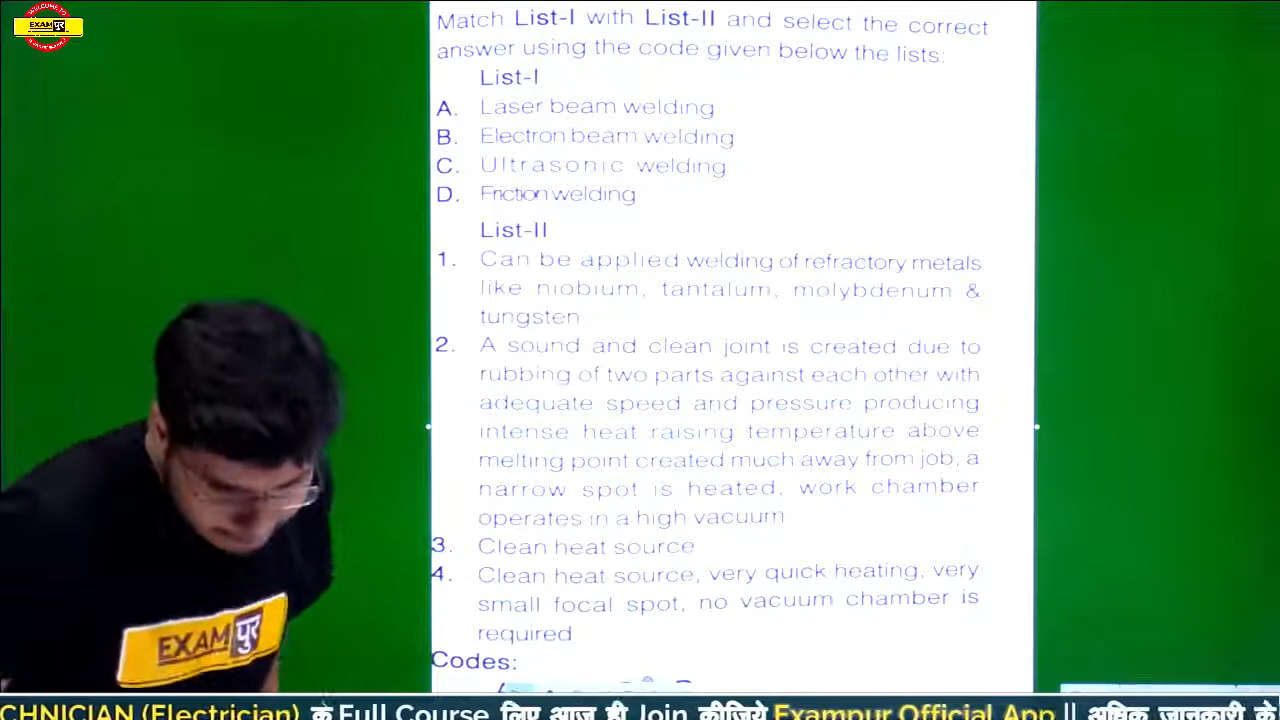 WELCOME TO
EXAM पुर
Match List-I with List-II and select the correct
answer using the code given below the lists:
List-I
A. Laser beam welding
B. Electron beam welding
C. Ultrasonic welding
D. Friction welding
List-II
1. Can be applied welding of refractory metals
like niobium, tantalum, molybdenum &
tungsten
2. A sound and clean joint is created due to
rubbing of two parts against each other with
adequate speed and pressure producing
intense heat raising temperature above
melting point created much away from job, a
narrow spot is heated, work chamber
operates in a high vacuum
3. Clean heat source
4. Clean heat source, very quick heating, very
small focal spot, no vacuum chamber is
required
Codes:
EXAM पुर
CHNICIAN (Electrician) के Full Course लिए आज ही Join कीजिये Exampur Official App || अधिक जानकारी के